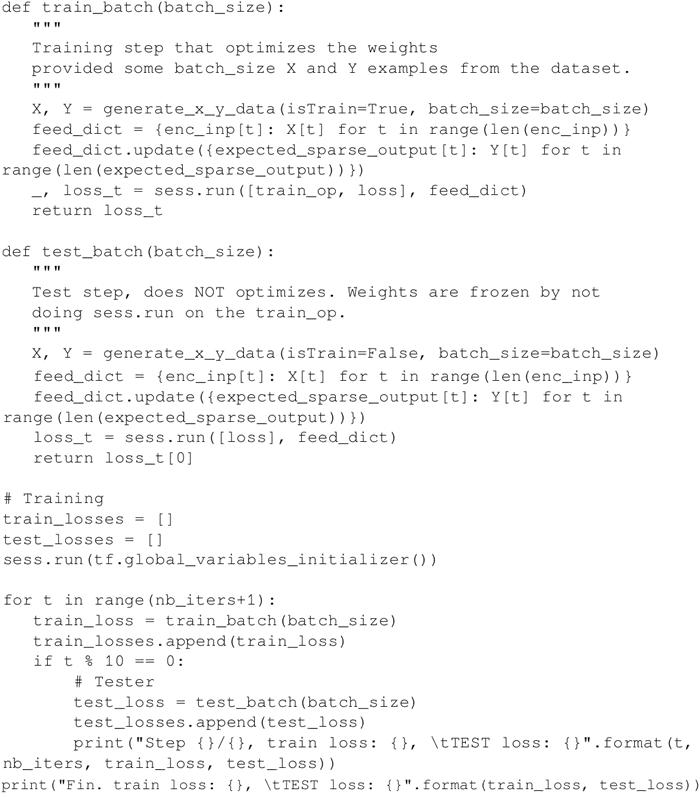 def train_batch(batch_size):
    """
    Training step that optimizes the weights
    provided some batch_size X and Y examples from the dataset.
    """
    X, Y = generate_x_y_data(isTrain=True, batch_size=batch_size)
    feed_dict = {enc_inp[t]: X[t] for t in range(len(enc_inp))}
    feed_dict.update({expected_sparse_output[t]: Y[t] for t in
range(len(expected_sparse_output))})
    _, loss_t = sess.run([train_op, loss], feed_dict)
    return loss_t

def test_batch(batch_size):
    """
    Test step, does NOT optimizes. Weights are frozen by not
    doing sess.run on the train_op.
    """
    X, Y = generate_x_y_data(isTrain=False, batch_size=batch_size)
    feed_dict = {enc_inp[t]: X[t] for t in range(len(enc_inp))}
    feed_dict.update({expected_sparse_output[t]: Y[t] for t in
range(len(expected_sparse_output))})
    loss_t = sess.run([loss], feed_dict)
    return loss_t[0]

# Training
train_losses = []
test_losses = []
sess.run(tf.global_variables_initializer())

for t in range(nb_iters+1):
    train_loss = train_batch(batch_size)
    train_losses.append(train_loss)
    if t % 10 == 0:
        # Tester
        test_loss = test_batch(batch_size)
        test_losses.append(test_loss)
        print("Step {}/{}, train loss: {}, \tTEST loss: {}".format(t,
nb_iters, train_loss, test_loss))
print("Fin. train loss: {}, \tTEST loss: {}".format(train_loss, test_loss))